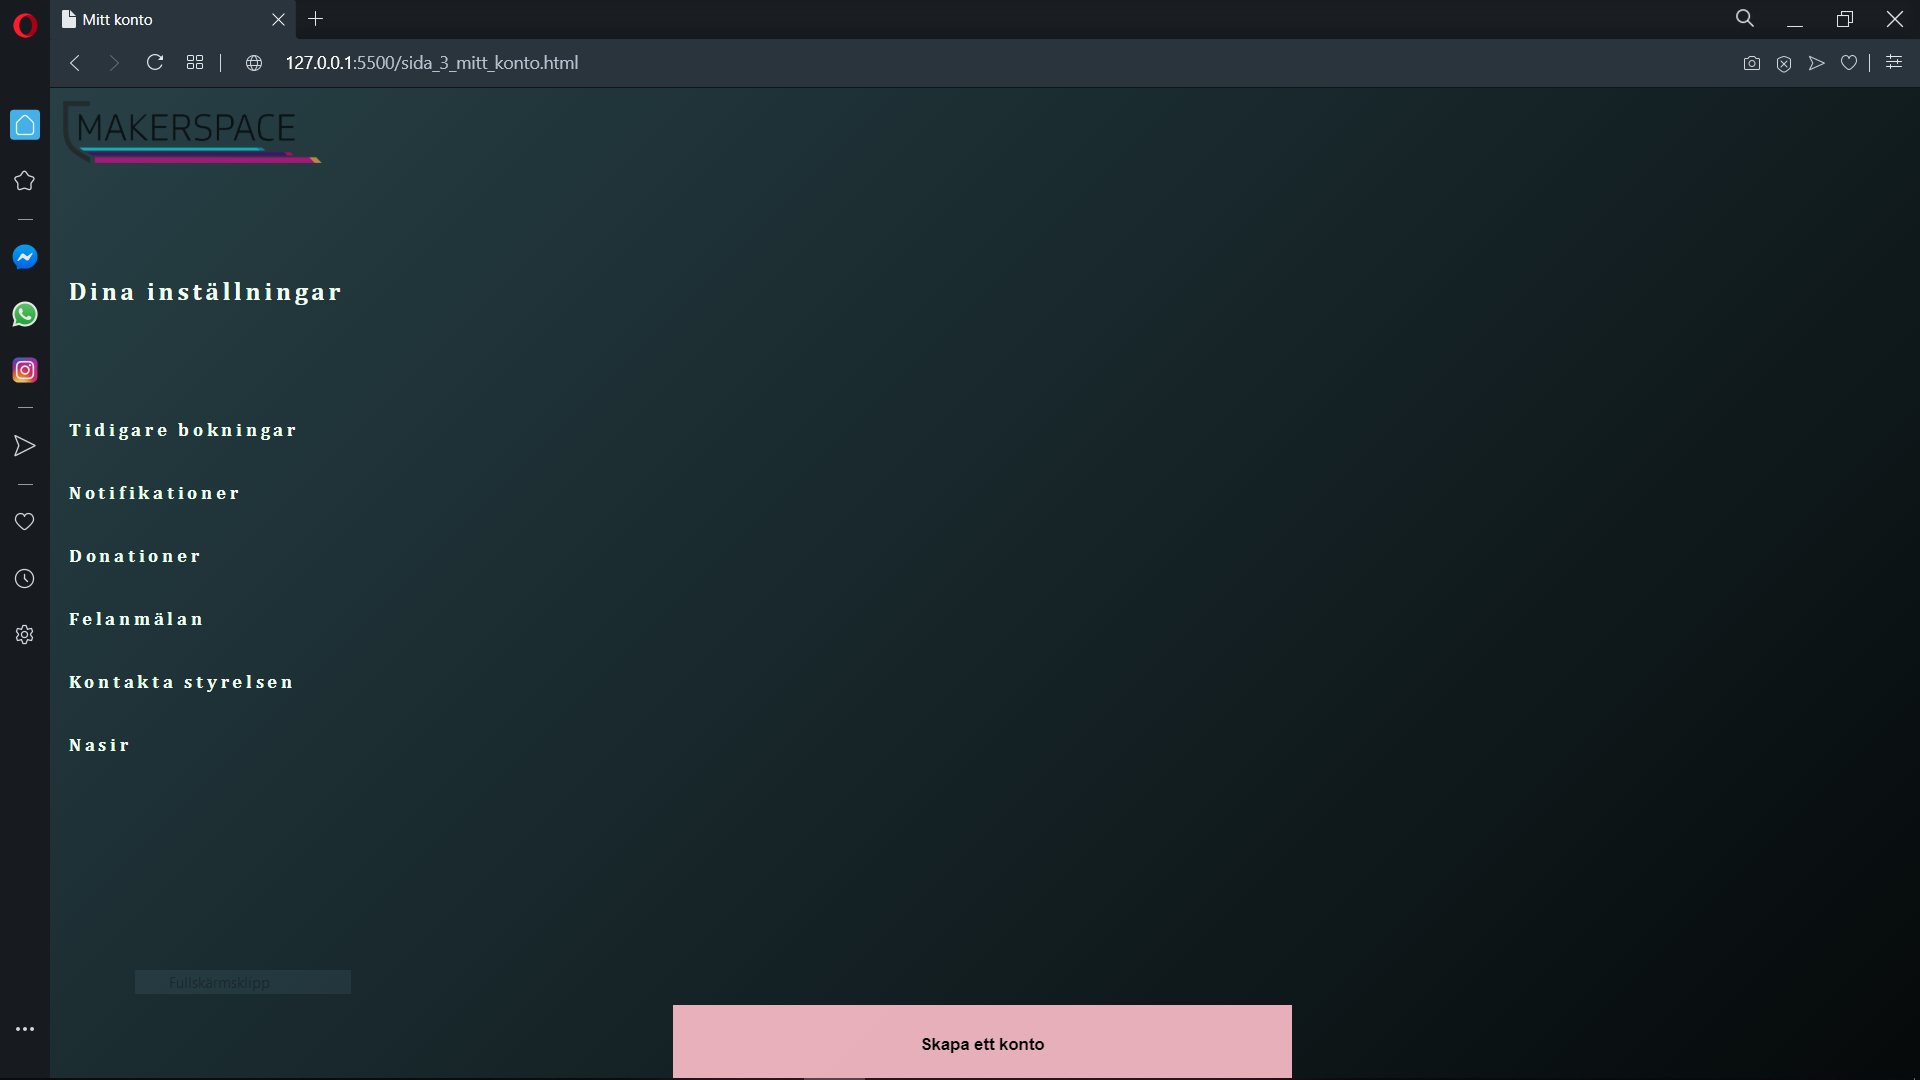 Mitt konto
127.0.0.1:5500/sida_3_mitt_konto.html
MAKERSPACE
Dina inställningar
Tidigare bokningar
Notifikationer
Donationer
Felanmälan
Kontakta styrelsen
Nasir
Fullskärmsklipp
Skapa ett konto